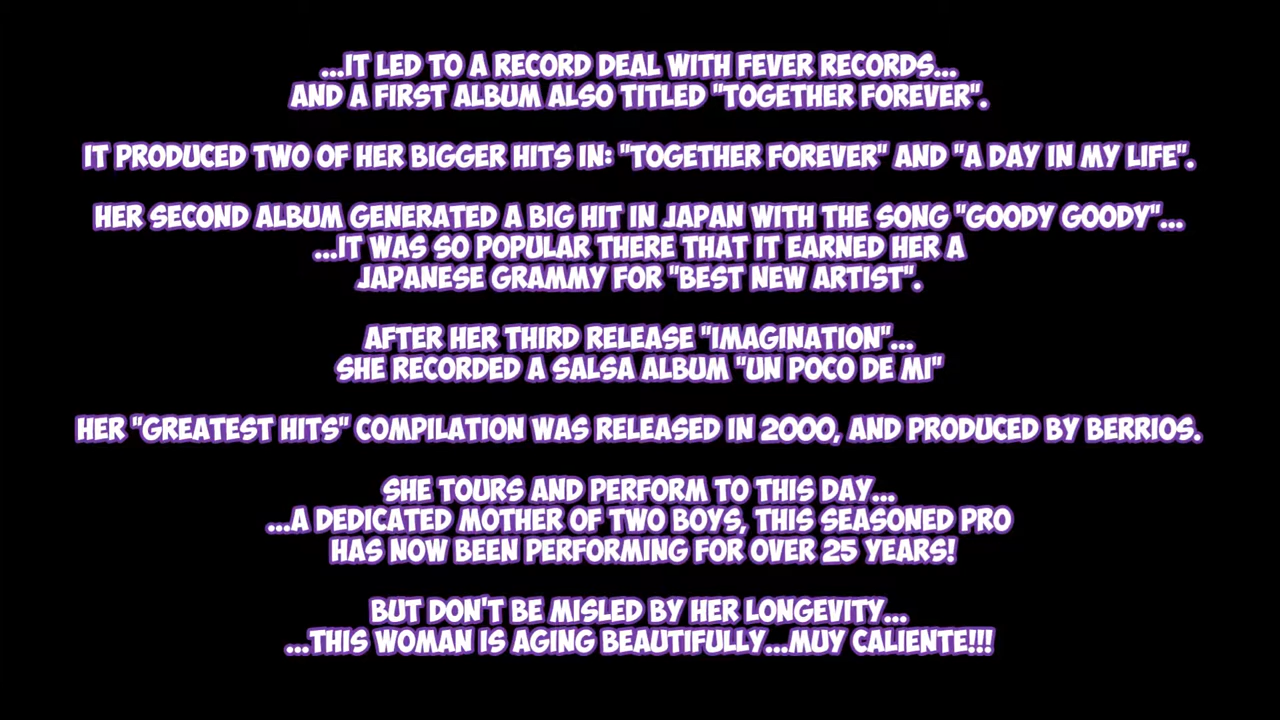 ...IT LED TO A RECORD DEAL WITH FEVER RECORDS...
AND A FIRST ALBUM ALSO TITLED "TOGETHER FOREVER".
IT PRODUCED TWO OF HER BIGGER HITS IN: "TOGETHER FOREVER" AND "A DAY IN MY LIFE".
HER SECOND ALBUM GENERATED A BIG HIT IN JAPAN WITH THE SONG "GOODY GOODY"...
...IT WAS SO POPULAR THERE THAT IT EARNED HER A
JAPANESE GRAMMY FOR "BEST NEW ARTIST".
AFTER HER THIRD RELEASE "IMAGINATION"...
SHE RECORDED A SALSA ALBUM "UN POCO DE MI"
HER "GREATEST HITS" COMPILATION WAS RELEASED IN 2000, AND PRODUCED BY BERRIOS.
SHE TOURS AND PERFORM TO THIS DAY...
...A DEDICATED MOTHER OF TWO BOYS, THIS SEASONED PRO
HAS NOW BEEN PERFORMING FOR OVER 25 YEARS!
BUT DON'T BE MISLED BY HER LONGEVITY...
...THIS WOMAN IS AGING BEAUTIFULLY...MUY CALIENTE!!!